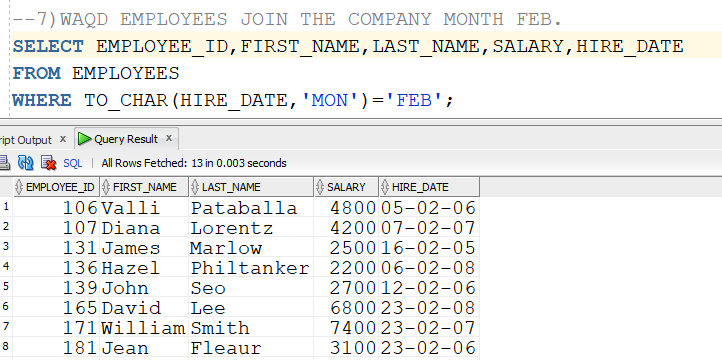 --7)WAQD EMPLOYEES JOIN THE COMPANY MONTH FEB.
SELECT EMPLOYEE_ID,FIRST_NAME,LAST_NAME,SALARY,HIRE_DATE
FROM EMPLOYEES
WHERE TO_CHAR(HIRE_DATE,'MON')='FEB';
ript Output x Query Result x
SQL | All Rows Fetched: 13 in 0.003 seconds
EMPLOYEE_ID FIRST_NAME LAST_NAME SALARY HIRE_DATE
1 106 Valli Pataballa 4800 05-02-06
2 107 Diana Lorentz 4200 07-02-07
3 131 James Marlow 2500 16-02-05
4 136 Hazel Philtanker 2200 06-02-08
5 139 John Seo 2700 12-02-06
6 165 David Lee 6800 23-02-08
7 171 William Smith 7400 23-02-07
8 181 Jean Fleaur 3100 23-02-06